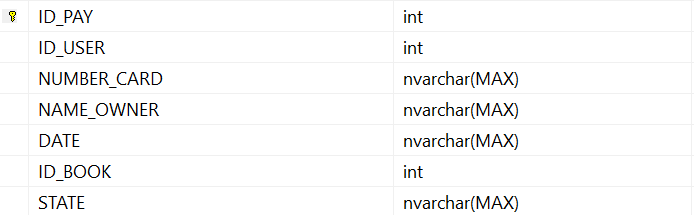 ID_PAY int
ID_USER int
NUMBER_CARD nvarchar(MAX)
NAME_OWNER nvarchar(MAX)
DATE nvarchar(MAX)
ID_BOOK int
STATE nvarchar(MAX)